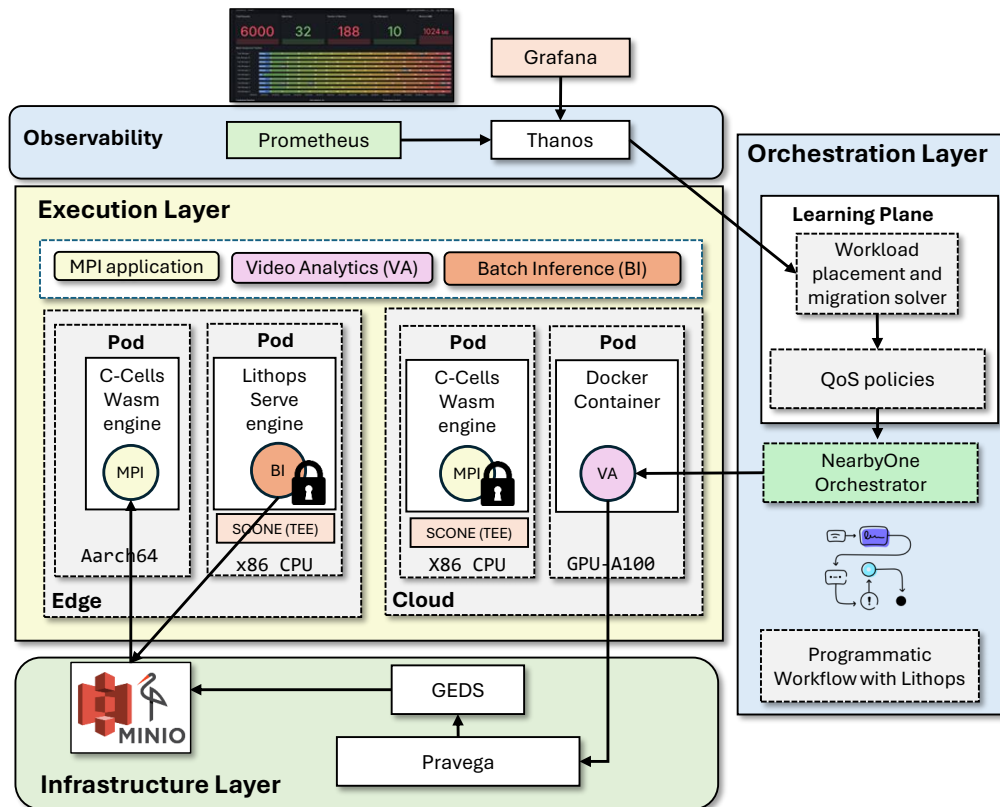 6000
32
188
10
1024
Grafana
Observability
Prometheus
Thanos
Orchestration Layer
Learning Plane
Workload
placement and
migration solver
QoS policies
NearbyOne
Orchestrator
Programmatic
Workflow with Lithops
Execution Layer
MPI application
Video Analytics (VA)
Batch Inference (BI)
Pod
C-Cells
Wasm
engine
MPI
Aarch64
Pod
Lithops
Serve
engine
BI
SCONE (TEE)
x86 CPU
Edge
Pod
C-Cells
Wasm
engine
MPI
SCONE (TEE)
X86 CPU
Pod
Docker
Container
VA
GPU-A100
Cloud
MINIO
GEDS
Pravega
Infrastructure Layer